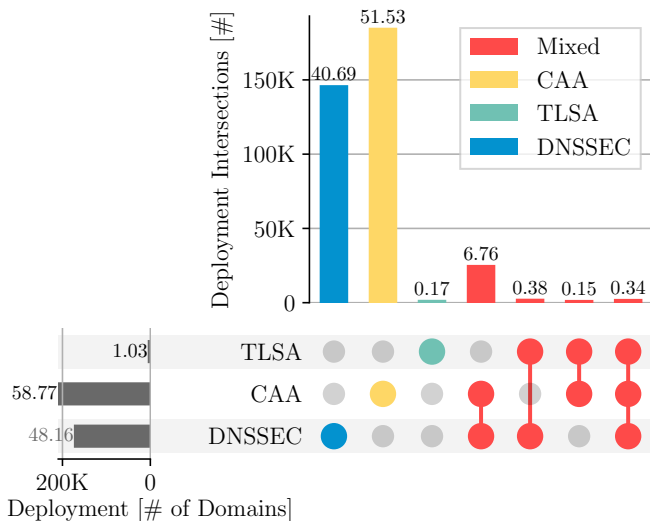 Deployment Intersections [#]
150K
100K
50K
0
40.69
51.53
0.17
6.76
0.38
0.15
0.34
Mixed
CAA
TLSA
DNSSEC
1.03
TLSA
58.77
CAA
48.16
DNSSEC
200K
0
Deployment [# of Domains]